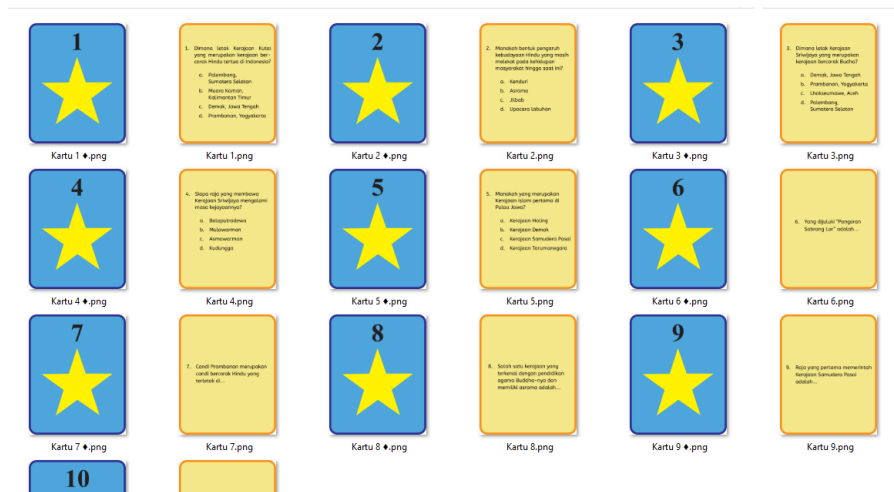 1
1. Dimana letak Kerajaan Kutai
yang merupakan kerajaan ber-
corak Hindu tertua di Indonesia?
a. Palembang,
Sumatera Selatan
b. Muara Kaman,
Kalimantan Timur
c. Demak, Jawa Tengah
d. Prambanan, Yogyakarta
2
2. Manakah bentuk pengaruh
kebudayaan Hindu yang masih
melekat pada kehidupan
masyarakat hingga saat ini?
a. Kenduri
b. Asrama
c. Jilbab
d. Upacara Labuhan
3
3. Dimana letak Kerajaan
Sriwijaya yang merupakan
kerajaan bercorak Budha?
a. Demak, Jawa Tengah
b. Prambanan, Yogyakarta
c. Lhokseumawe, Aceh
d. Palembang,
Sumatera Selatan
Kartu 1 ♦.png
Kartu 1.png
Kartu 2 ♦.png
Kartu 2.png
Kartu 3 ♦.png
Kartu 3.png
4
4. Siapa raja yang membawa
Kerajaan Sriwijaya mengalami
masa kejayaannya?
a. Balaputradewa
b. Mulawarman
c. Asmawarman
d. Kudungga
5
5. Manakah yang merupakan
Kerajaan Islam pertama di
Pulau Jawa?
a. Kerajaan Holing
b. Kerajaan Demak
c. Kerajaan Samudera Pasai
d. Kerajaan Tarumanegara
6
6. Yang dijuluki "Pangeran
Sabrang Lor" adalah...
Kartu 4 ♦.png
Kartu 4.png
Kartu 5 ♦.png
Kartu 5.png
Kartu 6 ♦.png
Kartu 6.png
7
7. Candi Prambanan merupakan
candi bercorak Hindu yang
terletak di...
8
8. Salah satu kerajaan yang
terkenal dengan pendidikan
agama Buddha-nya dan
memiliki asrama adalah...
9
9. Raja yang pertama memerintah
Kerajaan Samudera Pasai
adalah...
Kartu 7 ♦.png
Kartu 7.png
Kartu 8 ♦.png
Kartu 8.png
Kartu 9 ♦.png
Kartu 9.png
10